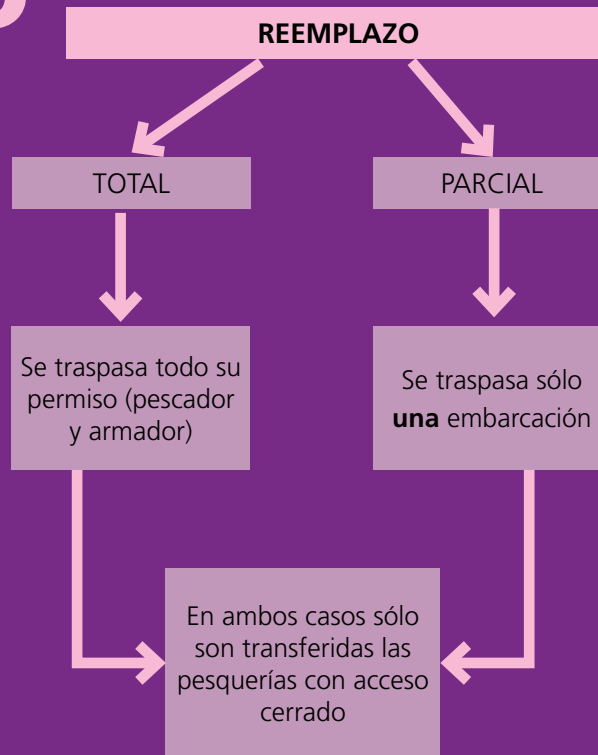 REEMPLAZO
TOTAL
PARCIAL
Se traspasa todo su
permiso (pescador
y armador)
Se traspasa sólo
una embarcación
En ambos casos sólo
son transferidas las
pesquerías con acceso
cerrado